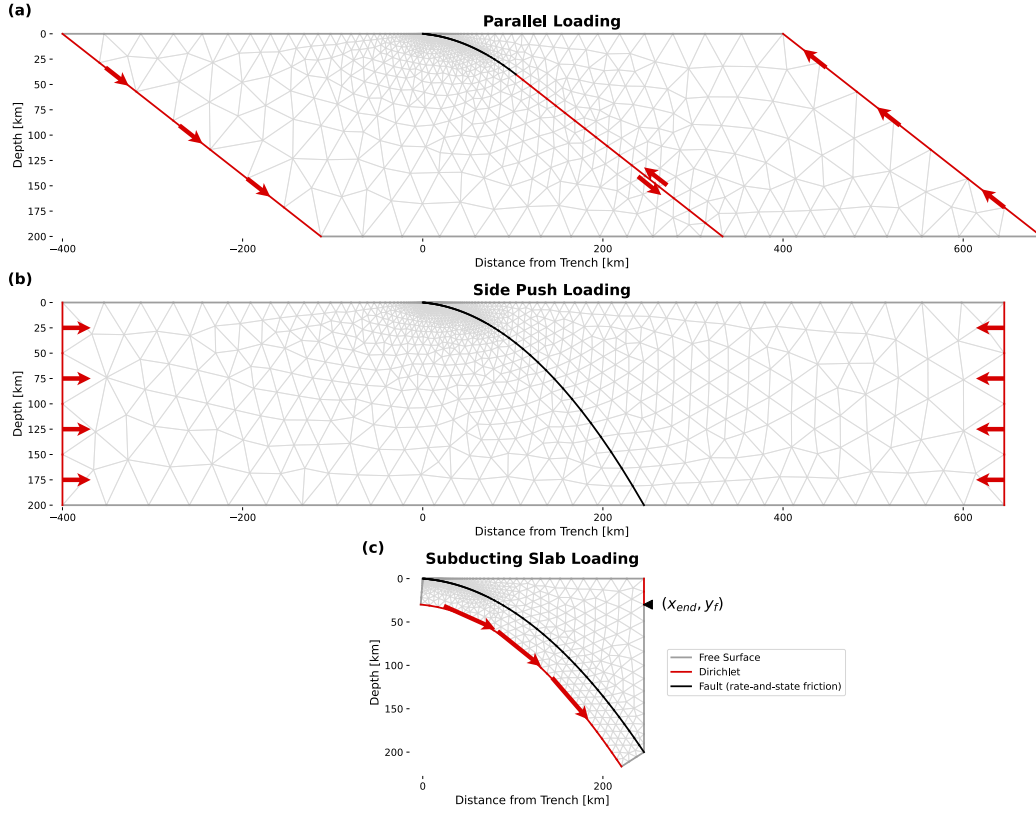 (a)
Parallel Loading
0
25
50
75
100
125
150
175
200
Depth [km]
−400
−200
0
200
400
600
Distance from Trench [km]
(b)
Side Push Loading
0
25
50
75
100
125
150
175
200
Depth [km]
−400
−200
0
200
400
600
Distance from Trench [km]
(c)
Subducting Slab Loading
0
50
100
150
200
Depth [km]
0
200
Distance from Trench [km]
(x_end, y_f)
Free Surface
Dirichlet
Fault (rate-and-state friction)